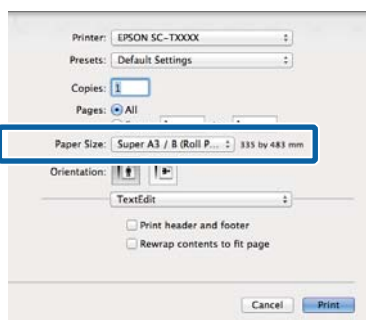 Printer: EPSON SC-TXXXX
Presets: Default Settings
Copies: 1
Pages: All
Paper Size: Super A3 / B (Roll P... 335 by 483 mm
Orientation:
TextEdit
Print header and footer
Rewrap contents to fit page
Cancel Print